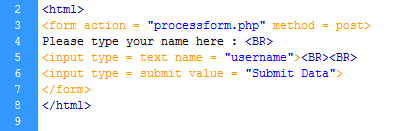 2 <html>
3 <form action = "processform.php" method = post>
4 Please type your name here : <BR>
5 <input type = text name = "username"><BR><BR>
6 <input type = submit value = "Submit Data">
7 </form>
8 </html>
9